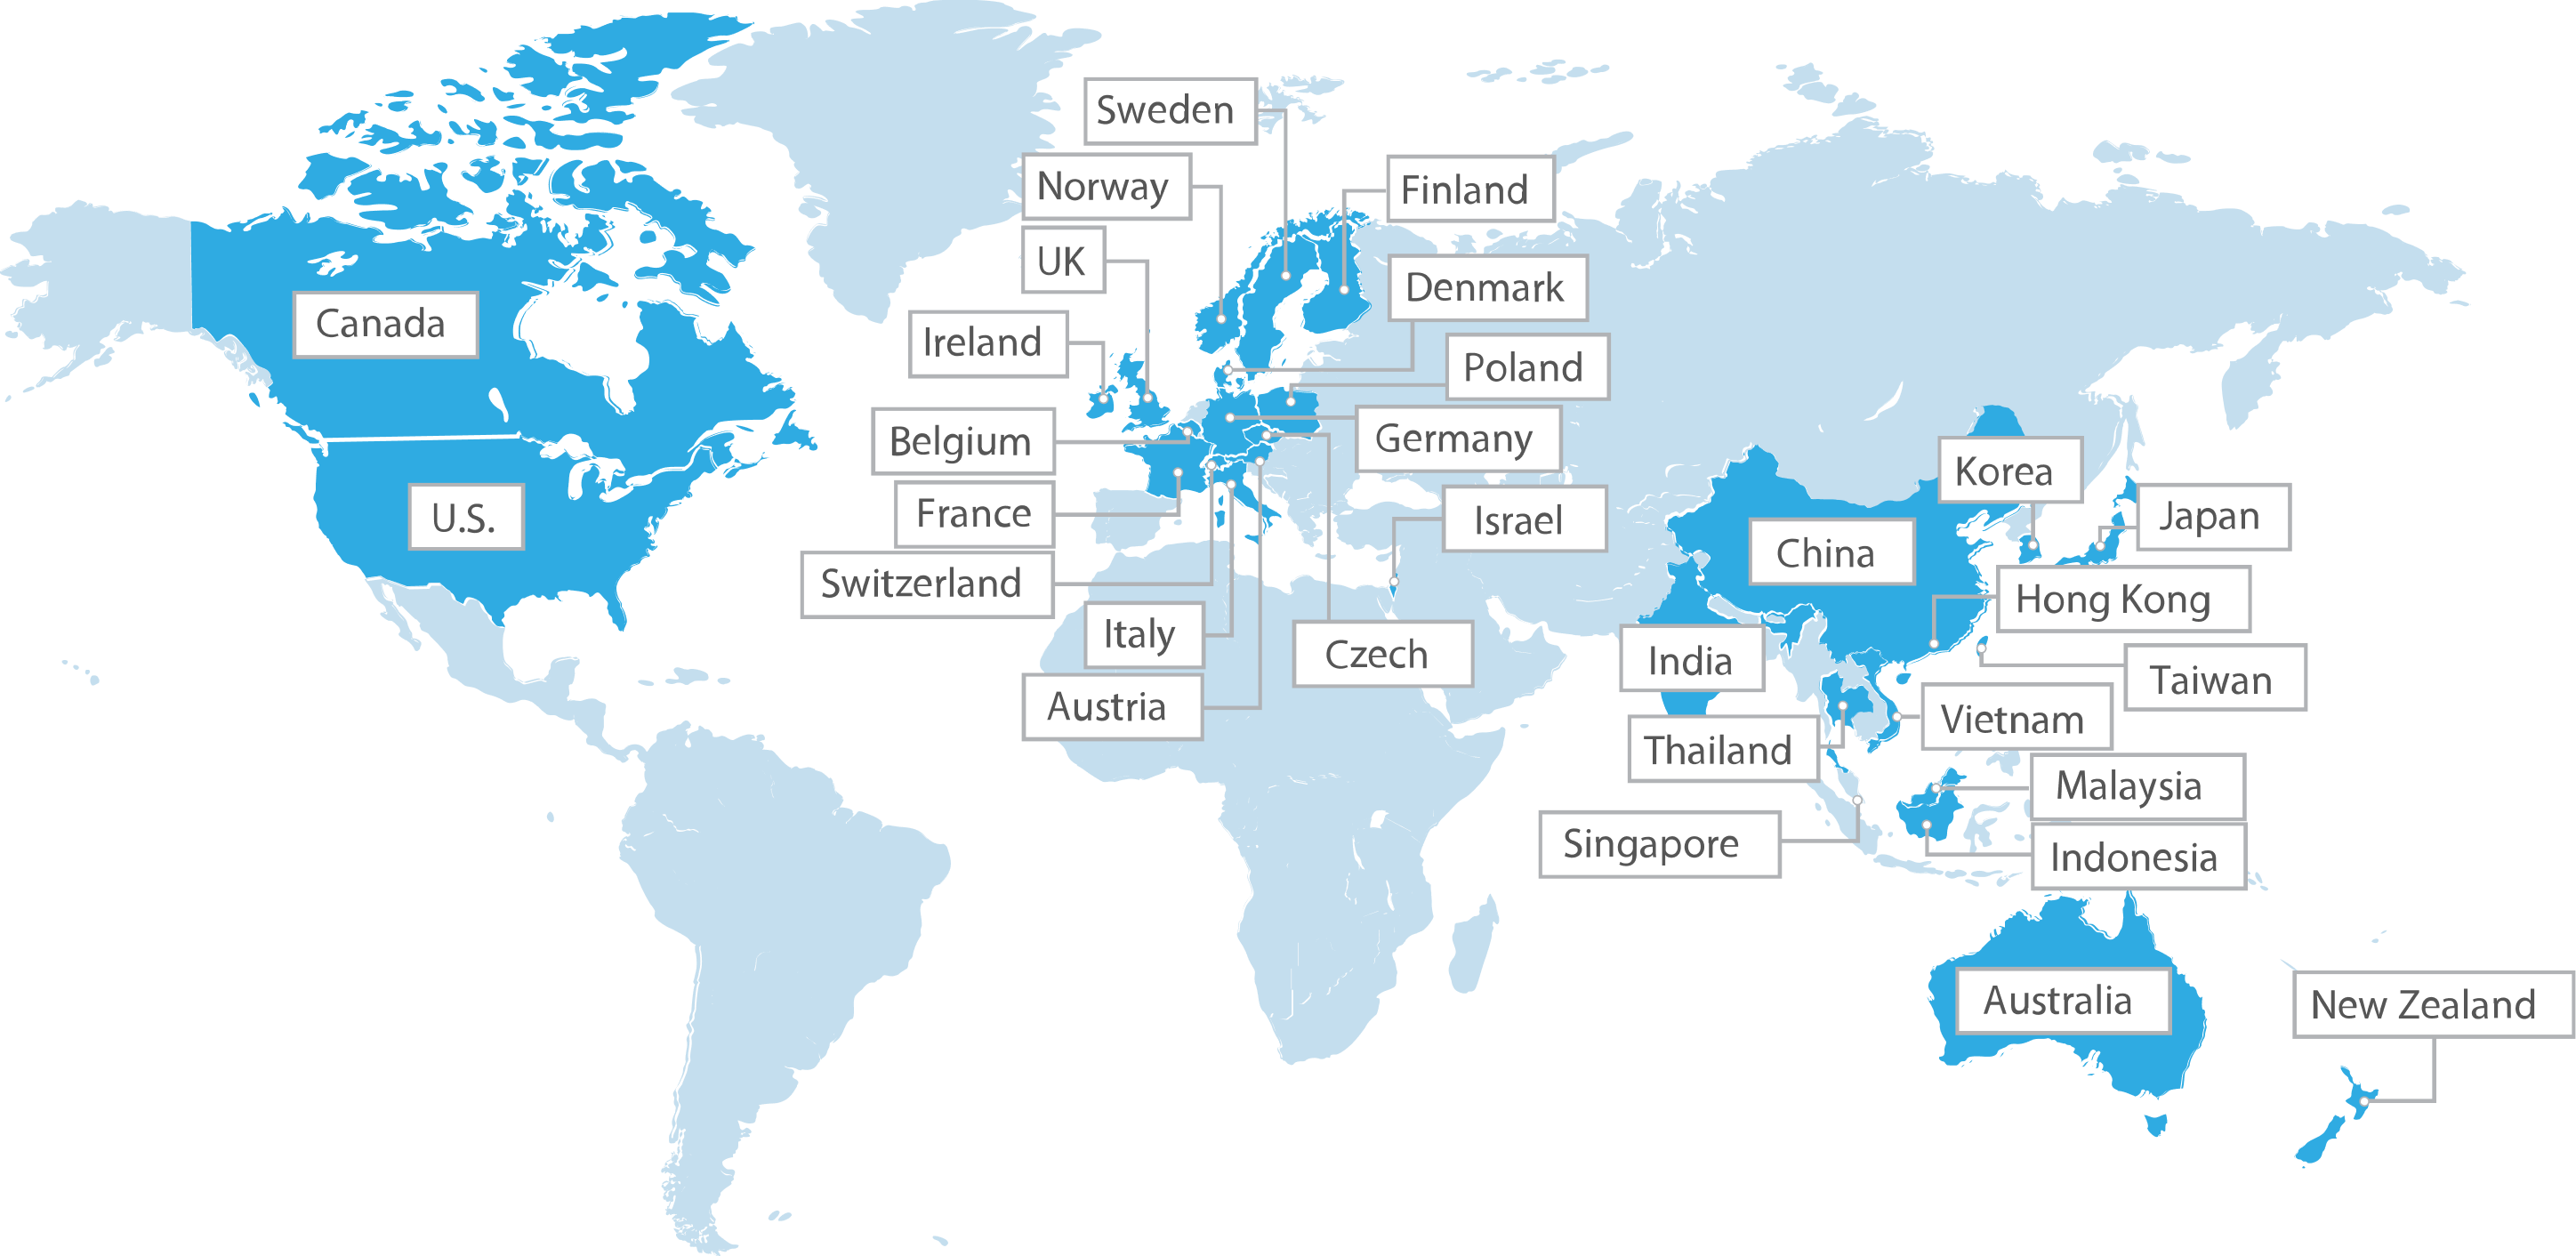 Sweden
Norway
Finland
UK
Denmark
Canada
Ireland
Poland
Belgium
Germany
Korea
U.S.
France
Israel
Japan
China
Switzerland
Hong Kong
Italy
Czech
India
Taiwan
Austria
Vietnam
Thailand
Malaysia
Singapore
Indonesia
Australia
New Zealand